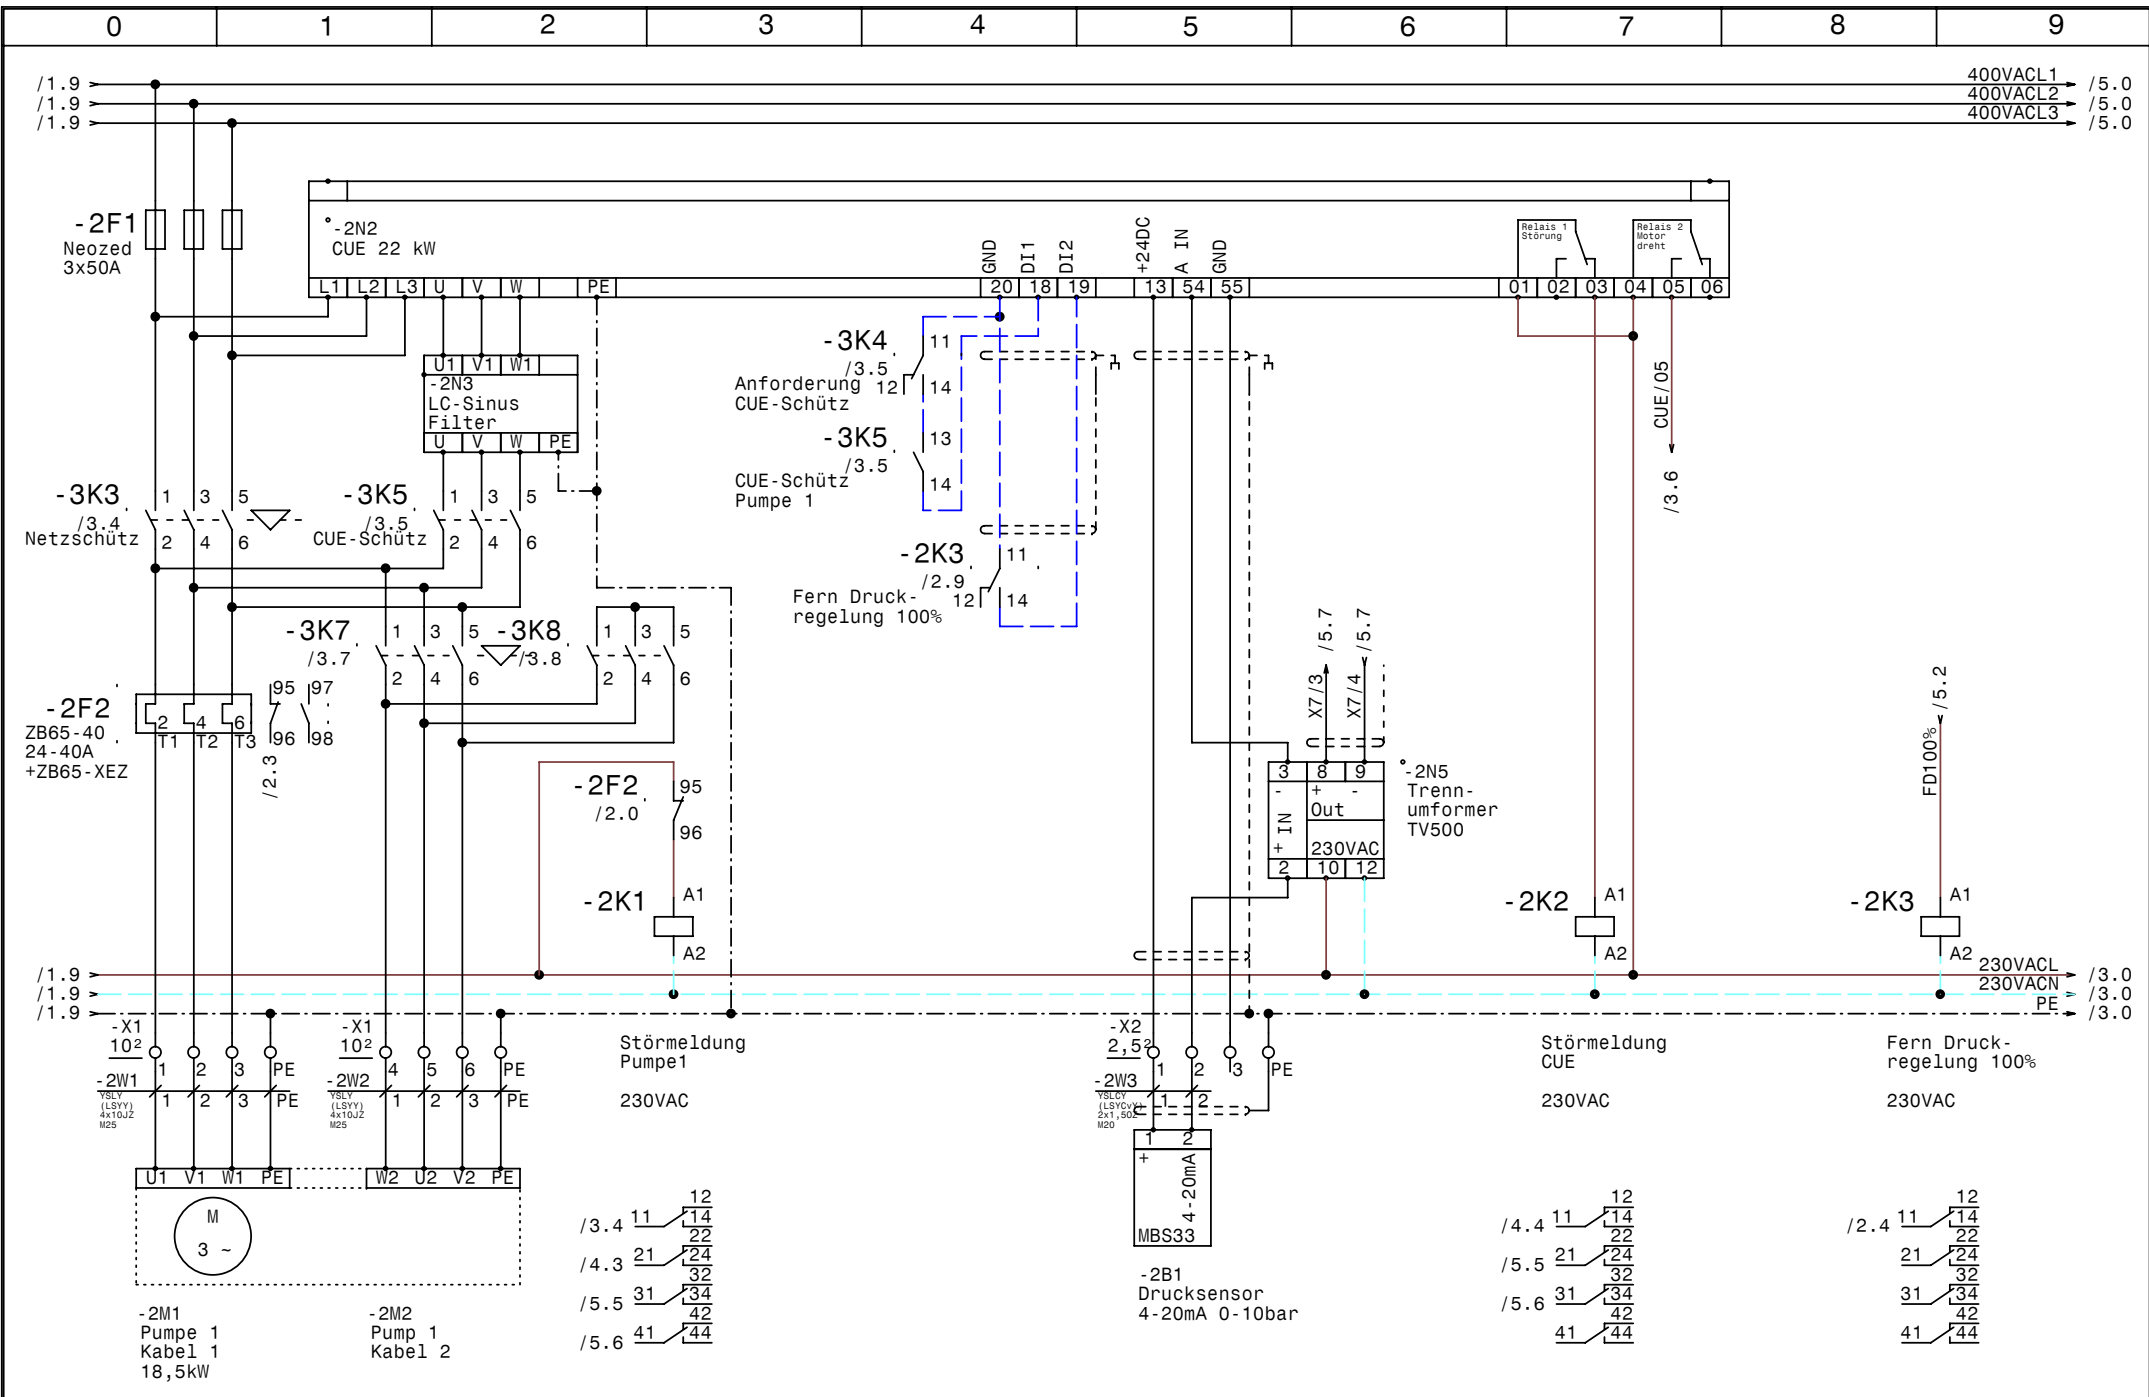 0 1 2 3 4 5 6 7 8 9
/1.9 400VACL1 /5.0
/1.9 400VACL2 /5.0
/1.9 400VACL3 /5.0
-2F1
Neozed
3x50A
-2N2
CUE 22 kW
GND DI1 DI2 +24DC A IN GND
Relais 1
Störung
Relais 2
Motor
dreht
L1 L2 L3 U V W PE 20 18 19 13 54 55 01 02 03 04 05 06
U1 V1 W1
-2N3
LC-Sinus
Filter
U V W PE
-3K4
/3.5
Anforderung
CUE-Schütz
11
12 14
-3K5
/3.5
CUE-Schütz
Pumpe 1
13
14
CUE/05
/3.6
-3K3
/3.4
Netzschütz
1 3 5
2 4 6
-3K5
/3.5
CUE-Schütz
1 3 5
2 4 6
-2K3
/2.9
Fern Druck-
regelung 100%
11
12 14
-3K7
/3.7
1 3 5
2 4 6
-3K8
/3.8
1 3 5
2 4 6
-2F2
ZB65-40
24-40A
+ZB65-XEZ
2 4 6
T1 T2 T3
95 97
96 98
/2.3
-2F2
/2.0
95
96
X7/3 /5.7
X7/4 /5.7
3 8 9
- + -
Out
+ IN
230VAC
2 10 12
-2N5
Trenn-
umformer
TV500
FD100% /5.2
-2K1 A1
A2
-2K2 A1
A2
-2K3 A1
A2
/1.9 230VACL /3.0
/1.9 230VACN /3.0
/1.9 PE /3.0
-X1
10²
1 2 3 PE
-2W1
YSLY
(LSYY)
4x10JZ
M25
1 2 3 PE
-X1
10²
4 5 6 PE
-2W2
YSLY
(LSYY)
4x10JZ
M25
1 2 3 PE
Störmeldung
Pumpe1
230VAC
-X2
2,5²
1 2 3 PE
-2W3
YSLCY
(LSYCvY)
2x1,5OZ
M20
1 2
Störmeldung
CUE
230VAC
Fern Druck-
regelung 100%
230VAC
U1 V1 W1 PE W2 U2 V2 PE
M
3 ~
1 2
+
4-20mA
MBS33
-2M1
Pumpe 1
Kabel 1
18,5kW
-2M2
Pump 1
Kabel 2
12
/3.4 11 14
22
/4.3 21 24
32
/5.5 31 34
42
/5.6 41 44
-2B1
Drucksensor
4-20mA 0-10bar
12
/4.4 11 14
22
/5.5 21 24
32
/5.6 31 34
42
41 44
12
/2.4 11 14
22
21 24
32
31 34
42
41 44